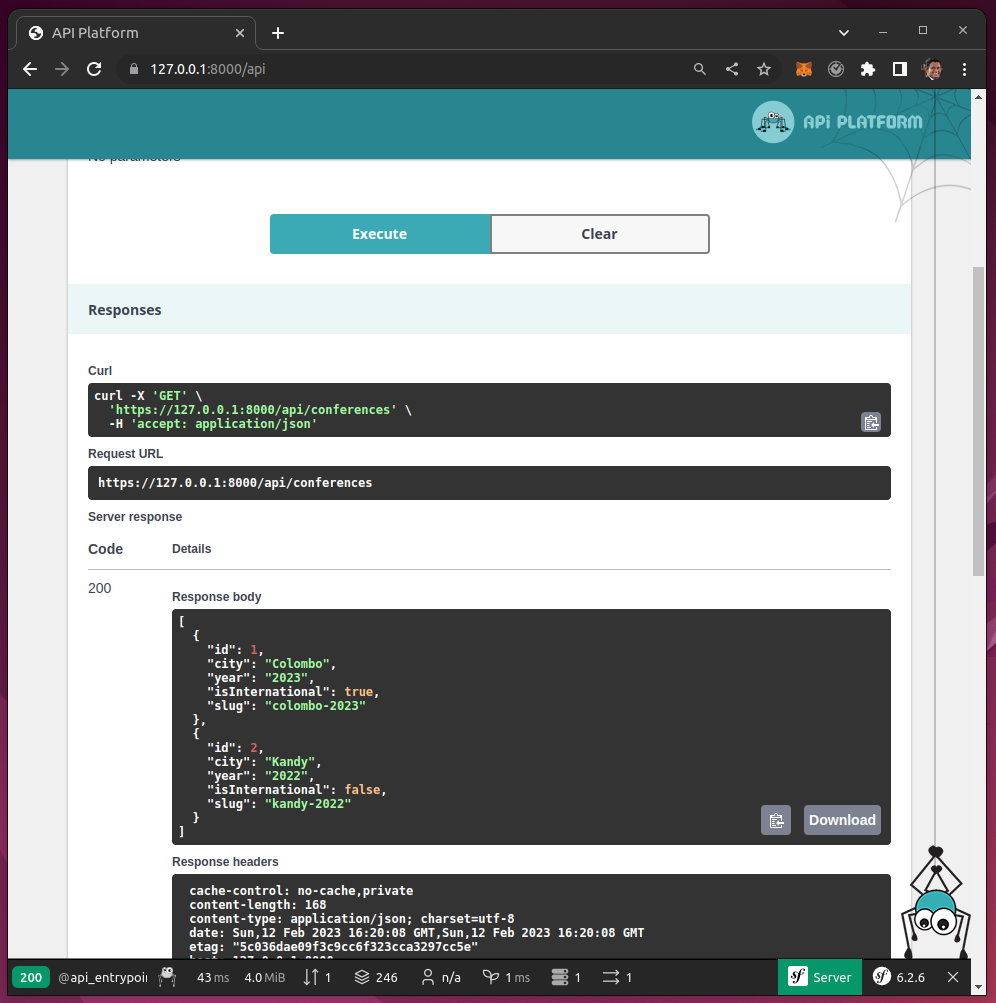 API Platform
127.0.0.1:8000/api
API PLATFORM
No parameters
Execute
Clear
Responses
Curl
curl -X 'GET' \
'https://127.0.0.1:8000/api/conferences' \
-H 'accept: application/json'
Request URL
https://127.0.0.1:8000/api/conferences
Server response
Code Details
200
Response body
[
{
"id": 1,
"city": "Colombo",
"year": "2023",
"isInternational": true,
"slug": "colombo-2023"
},
{
"id": 2,
"city": "Kandy",
"year": "2022",
"isInternational": false,
"slug": "kandy-2022"
}
]
Download
Response headers
cache-control: no-cache,private
content-length: 168
content-type: application/json; charset=utf-8
date: Sun,12 Feb 2023 16:20:08 GMT,Sun,12 Feb 2023 16:20:08 GMT
etag: "5c036dae09f3c9cc6f323cca3297cc5e"
200 @api_entrypoi 43 ms 4.0 MiB 1 246 n/a 1 ms 1 1 sf Server sf 6.2.6